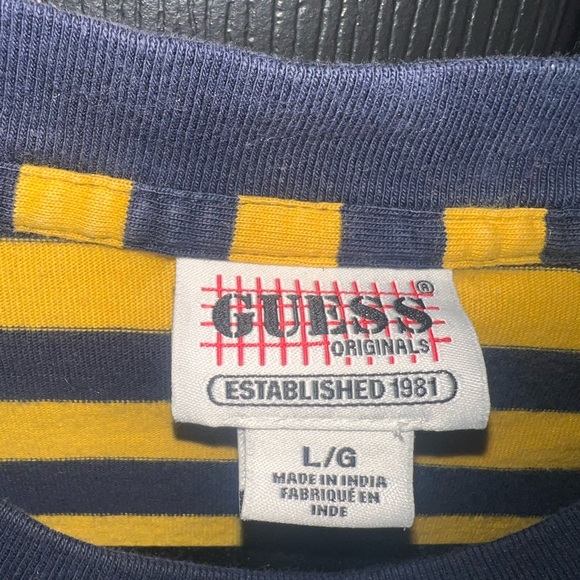 GUESS®
ORIGINALS
ESTABLISHED 1981
L/G
MADE IN INDIA
FABRIQUÉ EN
INDE